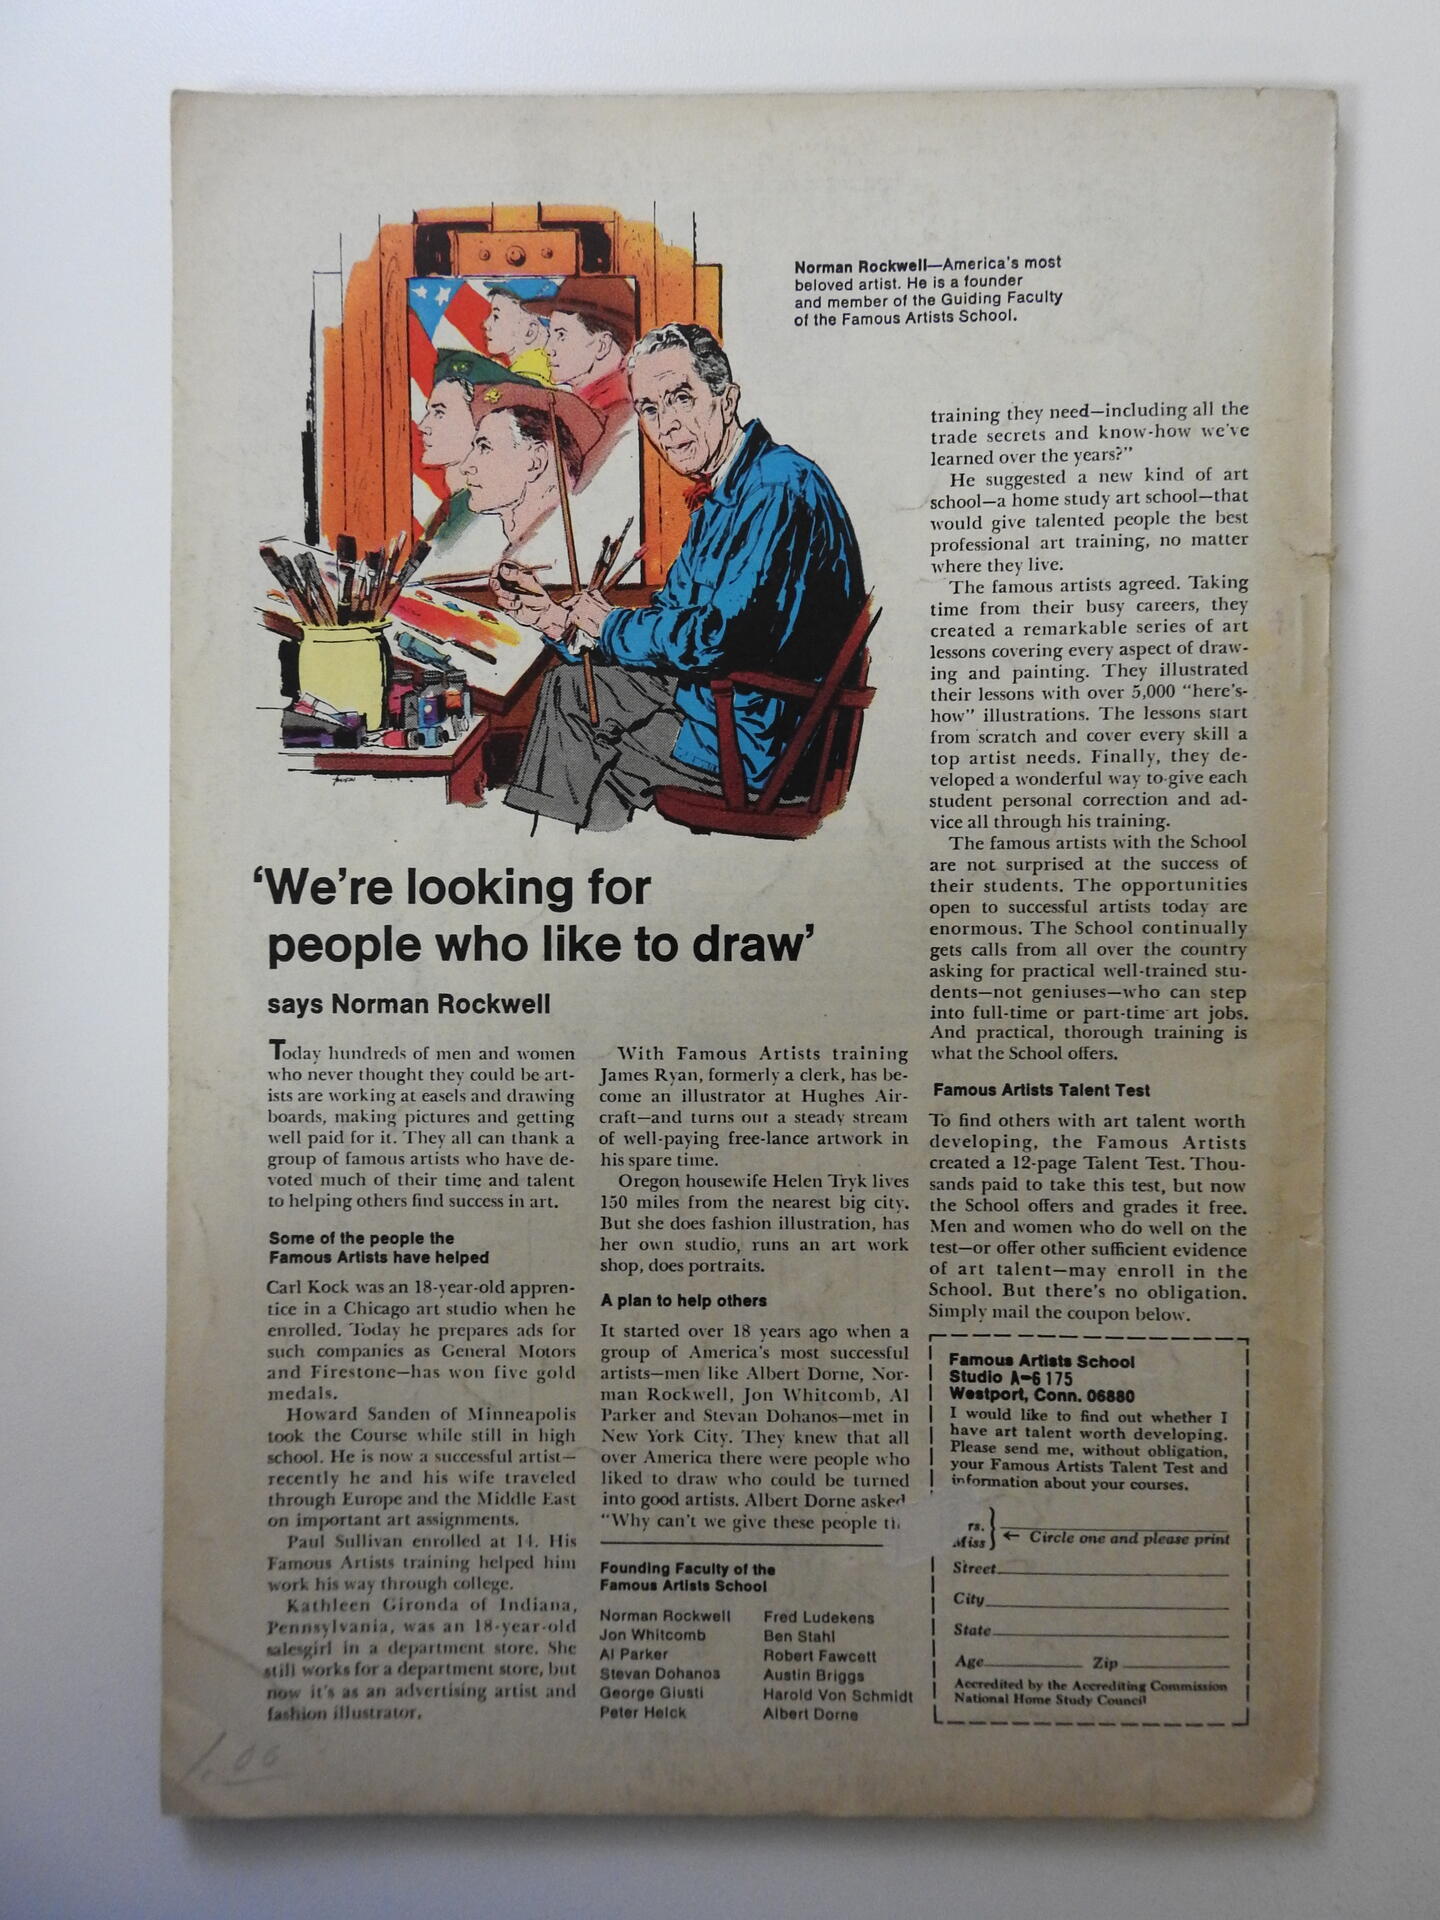 Norman Rockwell—America's most
beloved artist. He is a founder
and member of the Guiding Faculty
of the Famous Artists School.
'We're looking for
people who like to draw'
says Norman Rockwell
Today hundreds of men and women
who never thought they could be art-
ists are working at easels and drawing
boards, making pictures and getting
well paid for it. They all can thank a
group of famous artists who have de-
voted much of their time and talent
to helping others find success in art.
Some of the people the
Famous Artists have helped
Carl Kock was an 18-year-old appren-
tice in a Chicago art studio when he
enrolled. Today he prepares ads for
such companies as General Motors
and Firestone—has won five gold
medals.
Howard Sanden of Minneapolis
took the Course while still in high
school. He is now a successful artist—
recently he and his wife traveled
through Europe and the Middle East
on important art assignments.
Paul Sullivan enrolled at 14. His
Famous Artists training helped him
work his way through college.
Kathleen Gironda of Indiana,
Pennsylvania, was an 18-year-old
salesgirl in a department store. She
still works for a department store, but
now it's as an advertising artist and
fashion illustrator.
With Famous Artists training
James Ryan, formerly a clerk, has be-
come an illustrator at Hughes Air-
craft—and turns out a steady stream
of well-paying free-lance artwork in
his spare time.
Oregon housewife Helen Tryk lives
150 miles from the nearest big city.
But she does fashion illustration, has
her own studio, runs an art work
shop, does portraits.
A plan to help others
It started over 18 years ago when a
group of America's most successful
artists—men like Albert Dorne, Nor-
man Rockwell, Jon Whitcomb, Al
Parker and Stevan Dohanos—met in
New York City. They knew that all
over America there were people who
liked to draw who could be turned
into good artists. Albert Dorne asked
"Why can't we give these people
Founding Faculty of the
Famous Artists School
Norman Rockwell
Jon Whitcomb
Al Parker
Stevan Dohanos
George Giusti
Peter Helck
Fred Ludekens
Ben Stahl
Robert Fawcett
Austin Briggs
Harold Von Schmidt
Albert Dorne
training they need—including all the
trade secrets and know-how we've
learned over the years?"
He suggested a new kind of art
school—a home study art school—that
would give talented people the best
professional art training, no matter
where they live.
The famous artists agreed. Taking
time from their busy careers, they
created a remarkable series of art
lessons covering every aspect of draw-
ing and painting. They illustrated
their lessons with over 5,000 "here's-
how" illustrations. The lessons start
from scratch and cover every skill a
top artist needs. Finally, they de-
veloped a wonderful way to give each
student personal correction and ad-
vice all through his training.
The famous artists with the School
are not surprised at the success of
their students. The opportunities
open to successful artists today are
enormous. The School continually
gets calls from all over the country
asking for practical well-trained stu-
dents—not geniuses—who can step
into full-time or part-time art jobs.
And practical, thorough training is
what the School offers.
Famous Artists Talent Test
To find others with art talent worth
developing, the Famous Artists
created a 12-page Talent Test. Thou-
sands paid to take this test, but now
the School offers and grades it free.
Men and women who do well on the
test—or offer other sufficient evidence
of art talent—may enroll in the
School. But there's no obligation.
Simply mail the coupon below.
Famous Artists School
Studio A-6 175
Westport, Conn. 06880
I would like to find out whether I
have art talent worth developing.
Please send me, without obligation,
your Famous Artists Talent Test and
information about your courses.
rs.
Miss ← Circle one and please print
Street
City
State
Age Zip
Accredited by the Accrediting Commission
National Home Study Council
1.00